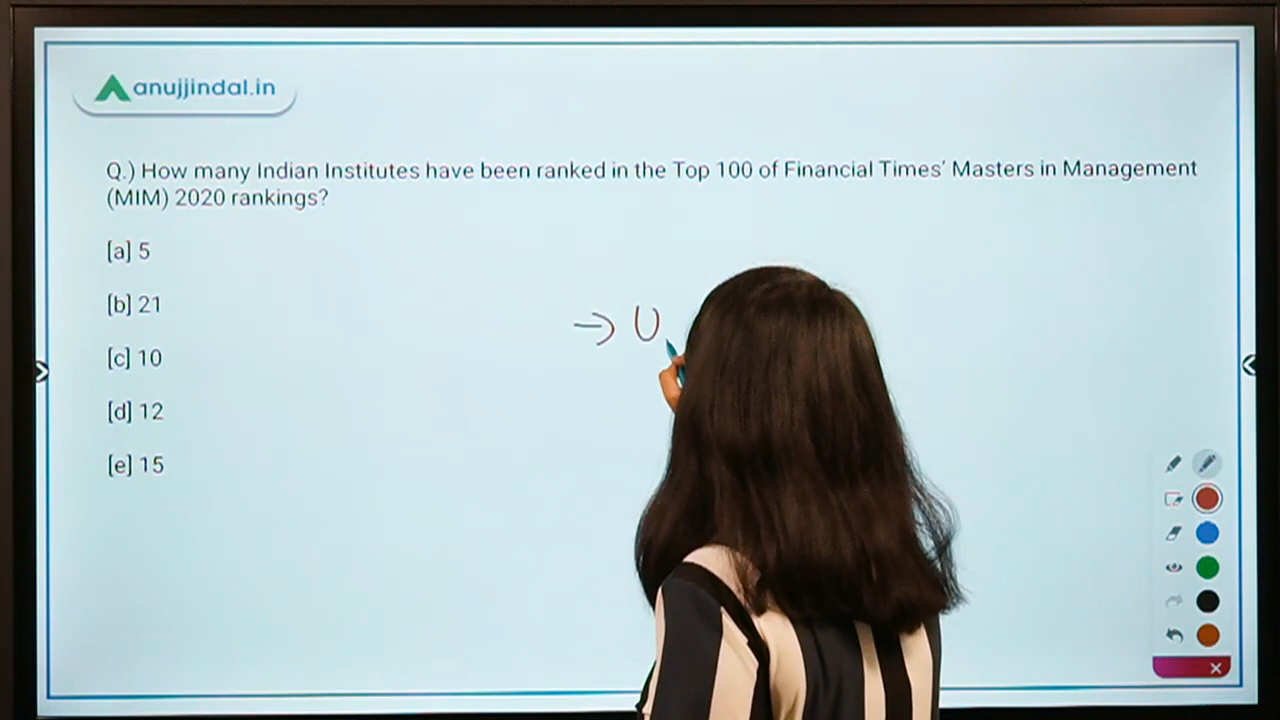 anujjindal.in
Q.) How many Indian Institutes have been ranked in the Top 100 of Financial Times' Masters in Management
(MIM) 2020 rankings?
[a] 5
[b] 21
→ U
[c] 10
[d] 12
[e] 15